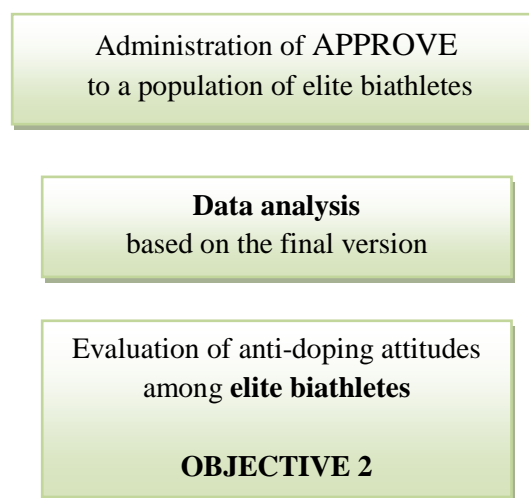 Administration of APPROVE
to a population of elite biathletes
Data analysis
based on the final version
Evaluation of anti-doping attitudes
among elite biathletes
OBJECTIVE 2